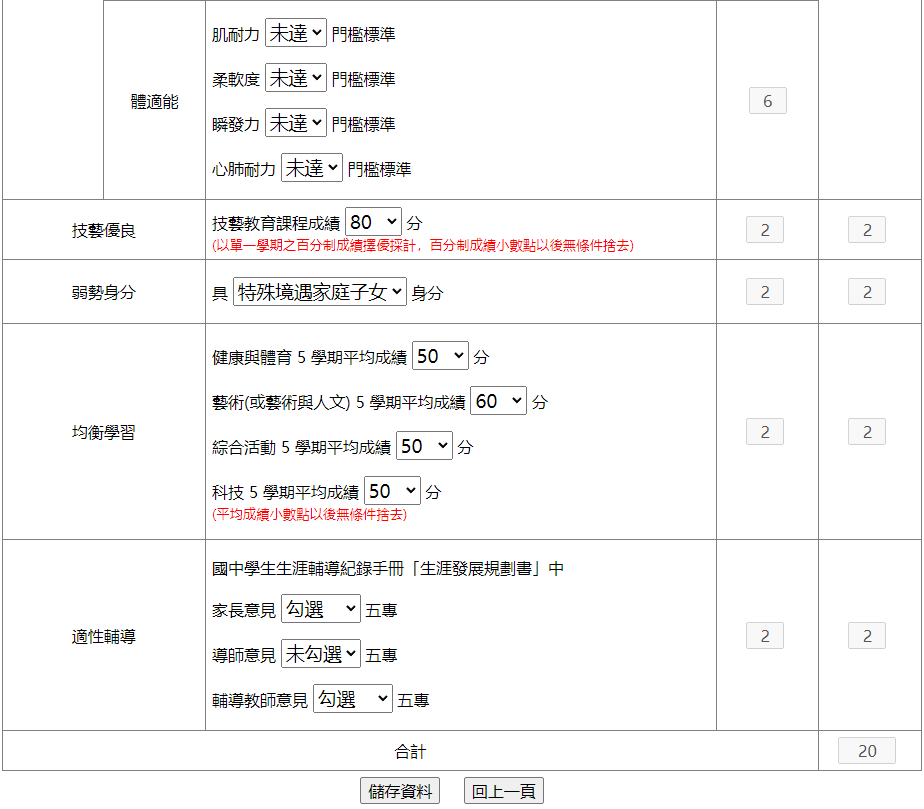 體適能
肌耐力 未達 門檻標準
柔軟度 未達 門檻標準
瞬發力 未達 門檻標準
心肺耐力 未達 門檻標準
6
技藝優良
技藝教育課程成績 80 分
(以單一學期之百分制成績擇優採計，百分制成績小數點以後無條件捨去)
2
2
弱勢身分
具 特殊境遇家庭子女 身分
2
2
均衡學習
健康與體育 5 學期平均成績 50 分
藝術(或藝術與人文) 5 學期平均成績 60 分
綜合活動 5 學期平均成績 50 分
科技 5 學期平均成績 50 分
(平均成績小數點以後無條件捨去)
2
2
適性輔導
國中學生生涯輔導紀錄手冊「生涯發展規劃書」中
家長意見 勾選 五專
導師意見 未勾選 五專
輔導教師意見 勾選 五專
2
2
合計
20
儲存資料 回上一頁